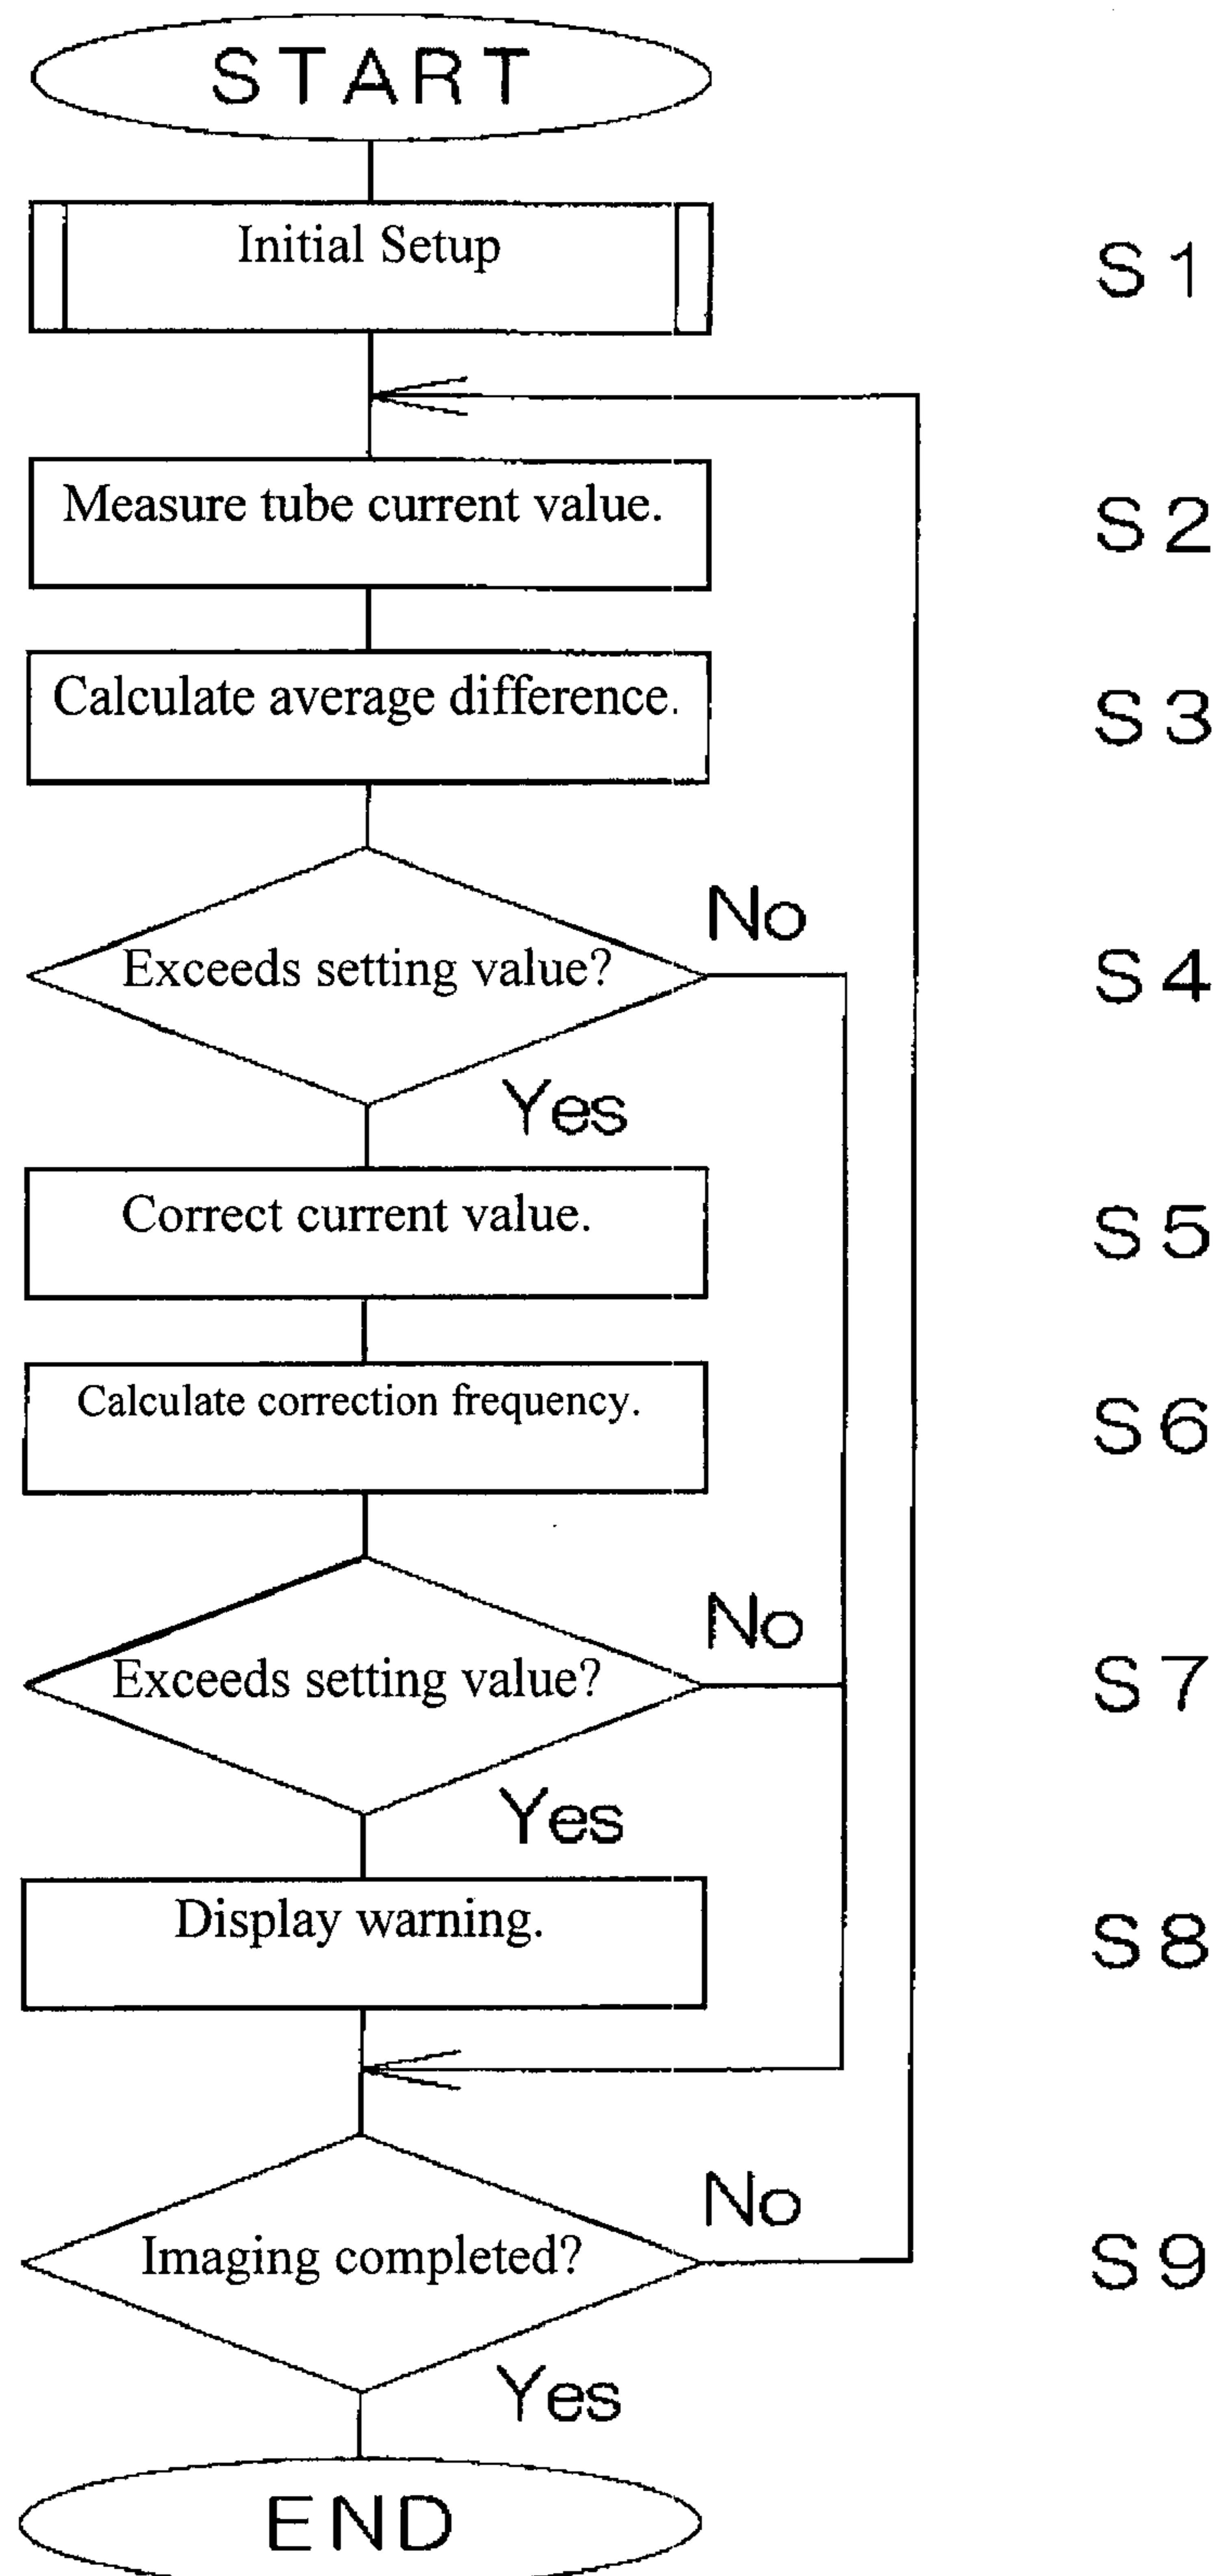 START
Initial Setup
S1
Measure tube current value.
S2
Calculate average difference.
S3
No
Exceeds setting value?
S4
Yes
Correct current value.
S5
Calculate correction frequency.
S6
No
Exceeds setting value?
S7
Yes
Display warning.
S8
No
Imaging completed?
S9
Yes
END